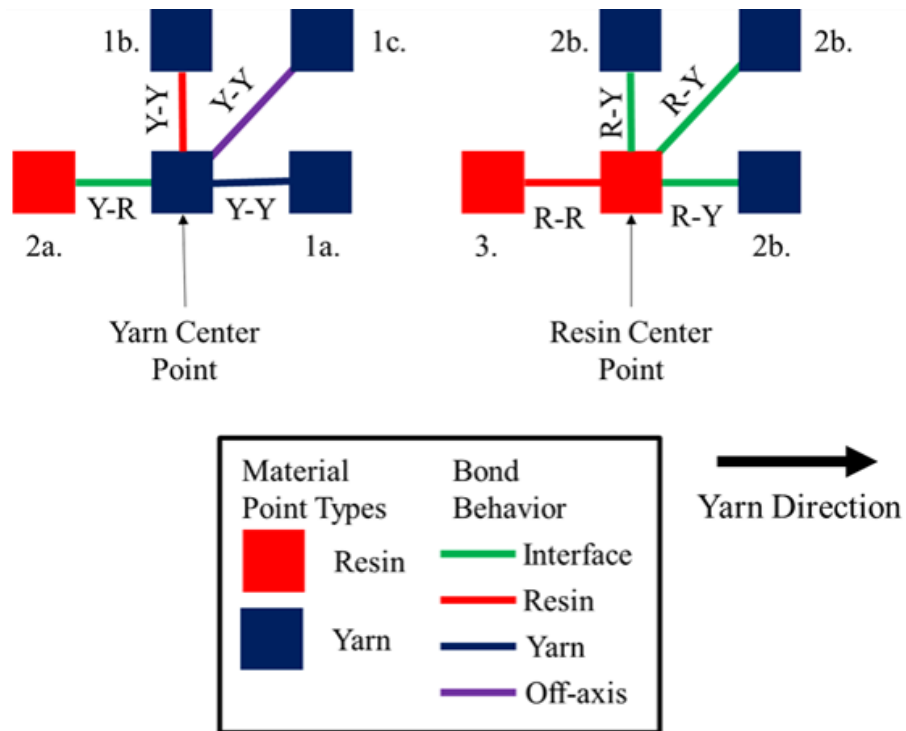 1b.
1c.
2b.
2b.
Y-Y
Y-Y
R-Y
R-Y
Y-R
Y-Y
R-R
R-Y
2a.
1a.
3.
2b.
Yarn Center
Point
Resin Center
Point
Material
Point Types
Resin
Yarn
Bond
Behavior
Interface
Resin
Yarn
Off-axis
Yarn Direction